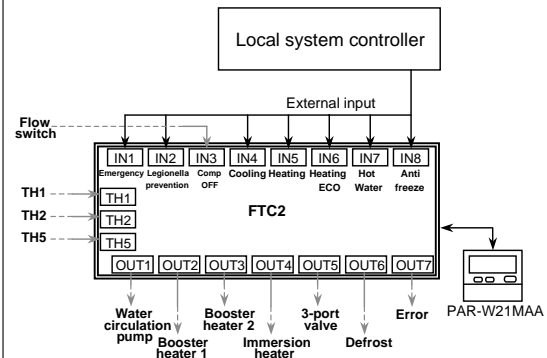 Local system controller
External input
Flow
switch
IN1 IN2 IN3 IN4 IN5 IN6 IN7 IN8
Emergency Legionella Comp Cooling Heating Heating Hot Anti
prevention OFF ECO Water freeze
TH1 TH1
FTC2
TH2 TH2
TH5 TH5
OUT1 OUT2 OUT3 OUT4 OUT5 OUT6 OUT7
PAR-W21MAA
Water Booster 3-port Error
circulation heater 2 valve
pump Booster Immersion Defrost
heater 1 heater